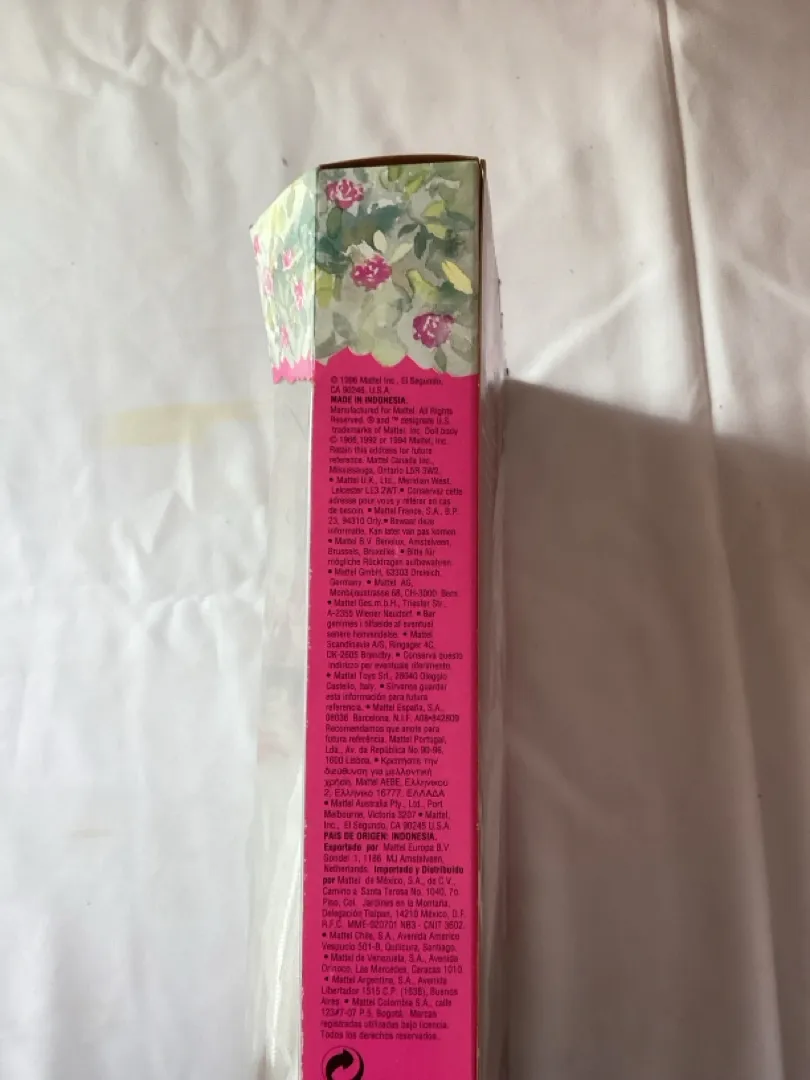 © 1996 Mattel Inc., El Segundo,
CA 90245 U.S.A.
MADE IN INDONESIA.
Manufactured for Mattel. All Rights
Reserved. ® and ™ designate U.S.
trademarks of Mattel, Inc. Doll body
© 1966, 1992 or 1994 Mattel, Inc.
Retain this address for future
reference: Mattel Canada Inc.,
Mississauga, Ontario L5R 3W2.
• Mattel U.K., Ltd., Meridian West,
Leicester LE3 2WT. • Conservez cette
adresse pour vous y référer en cas
de besoin. • Mattel France, S.A., B.P.
23, 94310 Orly. • Bewaar deze
informatie. Kan later van pas komen.
• Mattel B.V. Benelux, Amstelveen,
Brussels, Bruxelles. • Bitte für
mögliche Rückfragen aufbewahren.
• Mattel GmbH, 63303 Dreieich,
Germany. • Mattel AG,
Monbijoustrasse 68, CH-3000 Bern.
• Mattel Ges.m.b.H., Triester Str.,
A-2355 Wiener Neudorf. • Bør
gemmes i tilfælde af eventuel
senere henvendelse. • Mattel
Scandinavia A/S, Ringager 4C,
DK-2605 Brøndby. • Conserva questo
indirizzo per eventuale riferimento.
• Mattel Toys Srl., 28040 Oleggio
Castello, Italy. • Sírvanse guardar
esta información para futura
referencia. • Mattel España, S.A.,
08036 Barcelona. N.I.F. A08-842809
Recomendamos que anote para
futura referência. Mattel Portugal,
Lda., Av. da República No 90-96,
1600 Lisboa. • Κρατήστε την
διεύθυνση για μελλοντική
χρήση. Mattel AEBE, Ελληνικού
2, Ελληνικό 16777, ΕΛΛΑΔΑ
• Mattel Australia Pty., Ltd., Port
Melbourne, Victoria 3207 • Mattel,
Inc., El Segundo, CA 90245 U.S.A.
PAIS DE ORIGEN: INDONESIA.
Exportado por Mattel Europa B.V.
Gondel 1, 1186 MJ Amstelveen,
Netherlands. Importado y Distribuido
por Mattel de México, S.A., de C.V.,
Camino a Santa Teresa No. 1040, 7o.
Piso, Col. Jardines en la Montaña,
Delegación Tlalpan, 14210 México, D.F.
R.F.C. MME-920701 NB3 - CNIT 3602.
• Mattel Chile, S.A., Avenida Américo
Vespucio 501-B, Quilicura, Santiago.
• Mattel de Venezuela, S.A., Avenida
Orinoco, Las Mercedes, Caracas 1010.
• Mattel Argentina, S.A., Avenida
Libertador 1515 C.P. (1638), Buenos
Aires. • Mattel Colombia S.A., calle
123#7-07 P.5, Bogotá. Marcas
registradas utilizadas bajo licencia.
Todos los derechos reservados.